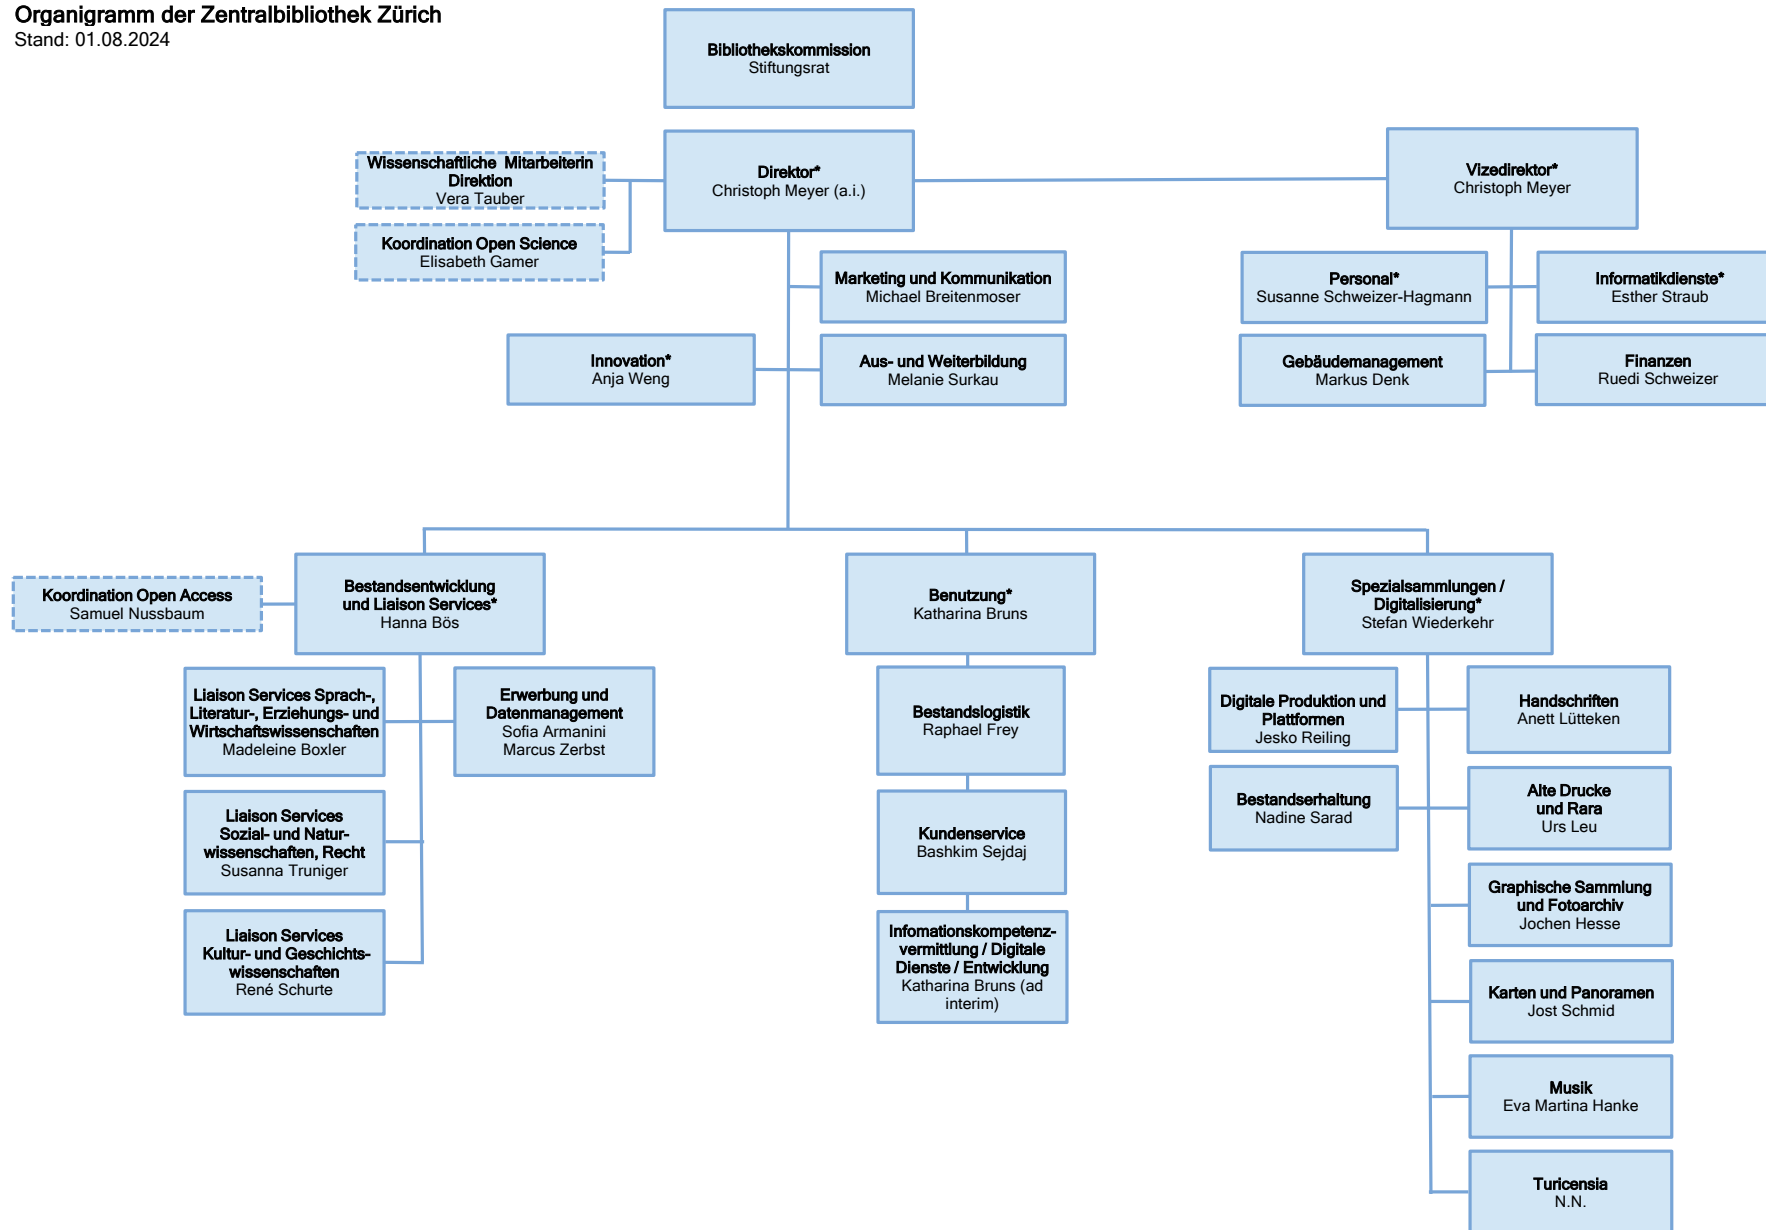 Organigramm der Zentralbibliothek Zürich
Stand: 01.08.2024
Bibliothekskommission
Stiftungsrat
Wissenschaftliche Mitarbeiterin
Direktion
Vera Tauber
Direktor*
Christoph Meyer (a.i.)
Vizedirektor*
Christoph Meyer
Koordination Open Science
Elisabeth Gamer
Marketing und Kommunikation
Michael Breitenmoser
Personal*
Susanne Schweizer-Hagmann
Informatikdienste*
Esther Straub
Innovation*
Anja Weng
Aus- und Weiterbildung
Melanie Surkau
Gebäudemanagement
Markus Denk
Finanzen
Ruedi Schweizer
Koordination Open Access
Samuel Nussbaum
Bestandsentwicklung
und Liaison Services*
Hanna Bös
Benutzung*
Katharina Bruns
Spezialsammlungen /
Digitalisierung*
Stefan Wiederkehr
Liaison Services Sprach-,
Literatur-, Erziehungs- und
Wirtschaftswissenschaften
Madeleine Boxler
Erwerbung und
Datenmanagement
Sofia Armanini
Marcus Zerbst
Liaison Services
Sozial- und Natur-
wissenschaften, Recht
Susanna Truniger
Liaison Services
Kultur- und Geschichts-
wissenschaften
René Schurte
Bestandslogistik
Raphael Frey
Kundenservice
Bashkim Sejdaj
Infomationskompetenz-
vermittlung / Digitale
Dienste / Entwicklung
Katharina Bruns (ad
interim)
Digitale Produktion und
Plattformen
Jesko Reiling
Handschriften
Anett Lütteken
Bestandserhaltung
Nadine Sarad
Alte Drucke
und Rara
Urs Leu
Graphische Sammlung
und Fotoarchiv
Jochen Hesse
Karten und Panoramen
Jost Schmid
Musik
Eva Martina Hanke
Turicensia
N.N.